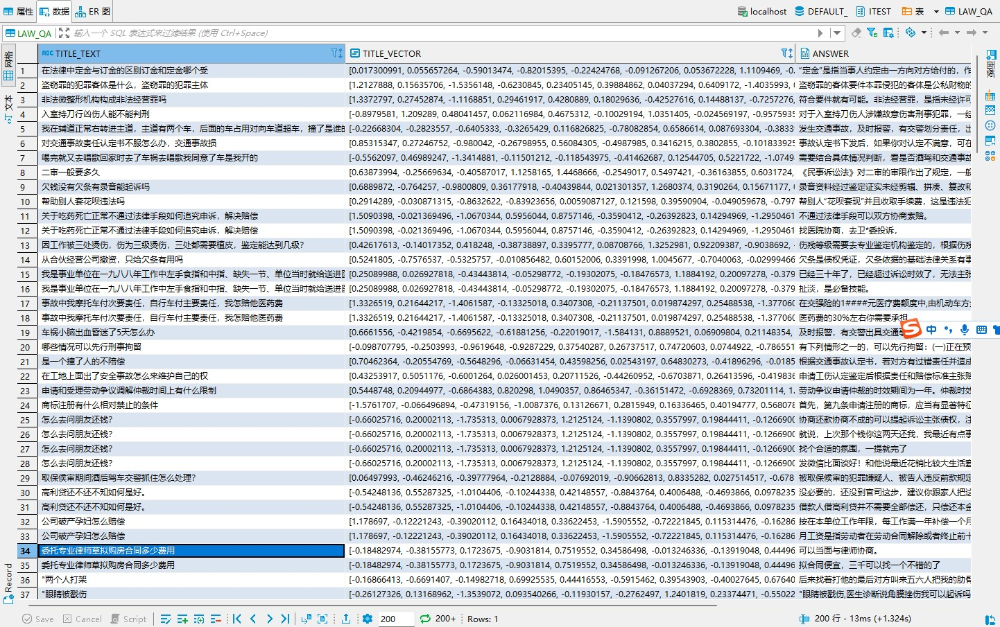 属性 数据 ER 图 localhost DEFAULT_ ITEST 表 LAW_QA
LAW_QA 输入一个 SQL 表达式来过滤结果 (使用 Ctrl+Space)
网格
文本
Record
面板
ABC TITLE_TEXT TITLE_VECTOR ANSWER
1 在法律中定金与订金的区别订金和定金哪个受 [0.017300991, 0.055657264, -0.59013474, -0.82015395, -0.22424768, -0.091267206, 0.053672228, 1.1109469, -0. “定金”是指当事人约定由一方向对方给付的，作
2 盗窃罪的犯罪客体是什么，盗窃罪的犯罪主体 [1.2127888, 0.15635706, -1.5356148, -0.6230845, 0.23405145, 0.39884862, 0.04037294, 0.6409172, -1.4035993, 0 盗窃罪的客体要件本罪侵犯的客体是公私财物的
3 非法微整形机构构成非法经营罪吗 [1.3372797, 0.27452874, -1.1168851, 0.29461917, 0.4280889, 0.18029636, -0.42527616, 0.14488137, -0.7257276, 符合要件就有可能。非法经营罪，是指未经许可
4 入室持刀行凶伤人能不能判刑 [-0.8979581, 1.209289, 0.48041457, 0.062116984, 0.4675312, -0.10029194, 1.0351405, -0.024569197, -0.9575935 对于入室持刀伤人涉嫌故意伤害刑事犯罪，一经
5 我在辅道正常右转进主道，主道有两个车，后面的车占用对向车道超车，撞了是谁的 [-0.22668304, -0.2823557, -0.6405333, -0.3265429, 0.116826825, -0.78082854, 0.6586614, 0.087693304, -0.3833 发生交通事故，及时报警，有交警划分责任，出
6 对交通事故责任认定书不服怎么办，交通事故损 [0.85315347, 0.27246752, -0.980042, -0.16798955, 0.56084305, -0.4987985, 0.3416215, 0.3802855, -0.101833925 事故认定书下发后，如果你对认定不满意，可在
7 喝完就又去唱歌回家时去了车祸去唱歌我同意了车是我开的 [-0.5562097, 0.46989247, -1.3414881, -0.11501212, -0.118543975, -0.41462687, 0.12544705, 0.5221722, -1.0749 需要结合具体情况判断，看是否酒驾和交通事故
8 二审一般要多久 [0.63873994, -0.25669634, -0.40587017, 1.1258165, 1.4468666, -0.2549017, 0.5497421, -0.36163855, 0.6031724, 《民事诉讼法》对二审的审限作出了规定，一般
9 欠钱没有欠条有录音能起诉吗 [0.6889872, -0.764257, -0.9800809, 0.36177918, -0.40439844, 0.021301357, 1.2680374, 0.3190264, 0.15671177, 录音资料经过鉴定证实未经剪辑、拼凑、篡改和
10 帮助别人套花呗违法吗 [0.2914289, -0.030871315, -0.8632622, -0.83923656, 0.0059087127, 0.121598, 0.39590904, -0.049059678, -0.797 帮别人“花呗套现”并且收取手续费，这是违法犯
11 关于吃药死亡正常不通过法律手段如何追究申诉，解决赔偿 [1.5090398, -0.021369496, -1.0670344, 0.5956044, 0.8757146, -0.3590412, -0.26392823, 0.14294969, -1.2950461 不通过法律手段可以双方协商索赔。
12 关于吃药死亡正常不通过法律手段如何追究申诉，解决赔偿 [1.5090398, -0.021369496, -1.0670344, 0.5956044, 0.8757146, -0.3590412, -0.26392823, 0.14294969, -1.2950461 找医院协商，去卫*委投诉，
13 因工作被三处烫伤，伤为三级烫伤，三处都需要植皮，鉴定能达到几级？ [0.42617613, -0.14017352, 0.418248, -0.38738897, 0.3395777, 0.08708766, 1.3252981, 0.92209387, -0.9038692, 伤残等级需要去专业鉴定机构鉴定的，根据伤残
14 从合伙经营公司撤资，只给欠条有用吗 [0.5241805, -0.7576537, -0.5325757, -0.010856482, 0.60152006, 0.3391998, 1.0045677, -0.7040063, -0.02999466 欠条是债权凭证，欠条依据的基础法律关系有事
15 我是事业单位在一九八八年工作中左手食指和中指、缺失一节、单位当时就给送进医 [0.25089988, 0.026927818, -0.43443814, -0.05298772, -0.19302075, -0.18476573, 1.1884192, 0.20097278, -0.379 已经三十年了，已经超过诉讼时效了，无法主张
16 我是事业单位在一九八八年工作中左手食指和中指、缺失一节、单位当时就给送进医 [0.25089988, 0.026927818, -0.43443814, -0.05298772, -0.19302075, -0.18476573, 1.1884192, 0.20097278, -0.379 扯淡，是必备技能。
17 事故中我摩托车付次要责任，自行车付主要责任，我怎赔他医药费 [1.3326519, 0.21644217, -1.4061587, -0.13325018, 0.3407308, -0.21137501, 0.019874297, 0.25488538, -1.377060 在交强险的1####元医疗费额度中,由机动车方
18 事故中我摩托车付次要责任，自行车付主要责任，我怎赔他医药费 [1.3326519, 0.21644217, -1.4061587, -0.13325018, 0.3407308, -0.21137501, 0.019874297, 0.25488538, -1.377060 医药费的30%左右你需要承担
19 车祸小脑出血昏迷了5天怎么办 [0.6661556, -0.4219854, -0.6695622, -0.61881256, -0.22019017, -1.584131, 0.8889521, 0.06909804, 0.21148354, 及时报警，有交警出具交通事 中
20 哪些情况可以先行刑事拘留 [-0.098707795, -0.2503993, -0.9619648, -0.9287229, 0.37540287, 0.26737517, 0.74720603, 0.0744922, -0.786551 有下列情形之一的，可以先行拘留：(一)正在预
21 是一个撞了人的不陪偿 [0.70462364, -0.20554769, -0.5648296, -0.06631454, 0.43598256, 0.02543197, 0.64830273, -0.41896296, -0.0185 根据交通事故认定书，若对方有过错责任并造成
22 在工地上面出了安全事故怎么来维护自己的权 [0.43253917, 0.5051176, -0.6001264, 0.026001453, 0.20711526, -0.44260952, -0.6703871, 0.26413596, -0.419836 申请工伤认定鉴定后根据责任和赔偿标准主张赔
23 申请和受理劳动争议调解仲裁时间上有什么限制 [0.5448748, 0.20944977, -0.6864383, 0.820298, 1.0490357, 0.86465347, -0.36151472, -0.6928369, 0.73201114, 1. 劳动争议申请仲裁的时效期间为一年。仲裁时效
24 商标注册有什么相对禁止的条件 [-1.5761707, -0.066496894, -0.47319156, -1.0087376, 0.13126671, 0.2815949, 0.16336465, 0.40194777, 0.568078 首先，第九条申请注册的商标，应当有显著特征
25 怎么去问朋友还钱？ [-0.66025716, 0.20002113, -1.735313, 0.0067928373, 1.2125124, -1.1390802, 0.3557997, 0.19844411, -0.1266900 协商还款协商不成的可以提起诉讼主张债权，注
26 怎么去问朋友还钱？ [-0.66025716, 0.20002113, -1.735313, 0.0067928373, 1.2125124, -1.1390802, 0.3557997, 0.19844411, -0.1266900 就说，上次那个钱你这两天还我，我最近有点事
27 怎么去问朋友还钱？ [-0.66025716, 0.20002113, -1.735313, 0.0067928373, 1.2125124, -1.1390802, 0.3557997, 0.19844411, -0.1266900 找个合适的氛围，一提就完了
28 怎么去问朋友还钱？ [-0.66025716, 0.20002113, -1.735313, 0.0067928373, 1.2125124, -1.1390802, 0.3557997, 0.19844411, -0.1266900 发微信比面谈好！和他说最近花销比较大生活窘
29 取保侯审期间酒后驾车交警抓住怎么处理？ [0.06497993, -0.46246216, -0.39777964, -0.2128884, -0.07692019, -0.90662813, 0.8335282, 0.027514517, -0.678 被取保候审的犯罪嫌疑人、被告人违反前款规定
30 高利贷还不还不知如何是好。 [-0.54248136, 0.55287325, -1.0104406, -0.10244338, 0.42148557, -0.8843764, 0.4006488, -0.4693866, 0.0978235 没必要的，还没到官司这步，建议你跟家人把这
31 高利贷还不还不知如何是好。 [-0.54248136, 0.55287325, -1.0104406, -0.10244338, 0.42148557, -0.8843764, 0.4006488, -0.4693866, 0.0978235 借款人借高利贷并不需要全部偿还，只偿还本金
32 公司破产孕妇怎么赔偿 [1.178697, -0.12221243, -0.39020112, 0.16434018, 0.33622453, -1.5905552, -0.72221845, 0.115314476, -0.16286 按在本单位工作年限，每工作满一年补偿一个月
33 公司破产孕妇怎么赔偿 [1.178697, -0.12221243, -0.39020112, 0.16434018, 0.33622453, -1.5905552, -0.72221845, 0.115314476, -0.16286 月工资是指劳动者在劳动合同解除或者终止前十
34 委托专业律师草拟购房合同多少费用 [-0.18482974, -0.38155773, 0.1723675, -0.9031814, 0.7519552, 0.34586498, -0.013246336, -0.13919048, 0.44496 可以当面与律师协商。
35 委托专业律师草拟购房合同多少费用 [-0.18482974, -0.38155773, 0.1723675, -0.9031814, 0.7519552, 0.34586498, -0.013246336, -0.13919048, 0.44496 拟合同便宜，三千可以找一个不错的了
36 "两个人打架 [-0.16866413, -0.6691407, -0.14982718, 0.69925535, 0.44416553, -0.5915462, 0.39543903, -0.40027645, 0.67640 后来找着打他的最后对方叫来五六人把我的肋骨
37 "眼睛被戳伤 [-0.26127326, 0.13168962, -1.3539072, 0.093540266, -0.11930157, -0.2762497, 1.2401819, 0.23374471, -0.55022 "眼睛被戳伤,医生诊断说角膜挫伤我可以起诉吗
Save Cancel Script 200 200+ Rows: 1 200 行 - 13ms (+1.324s)